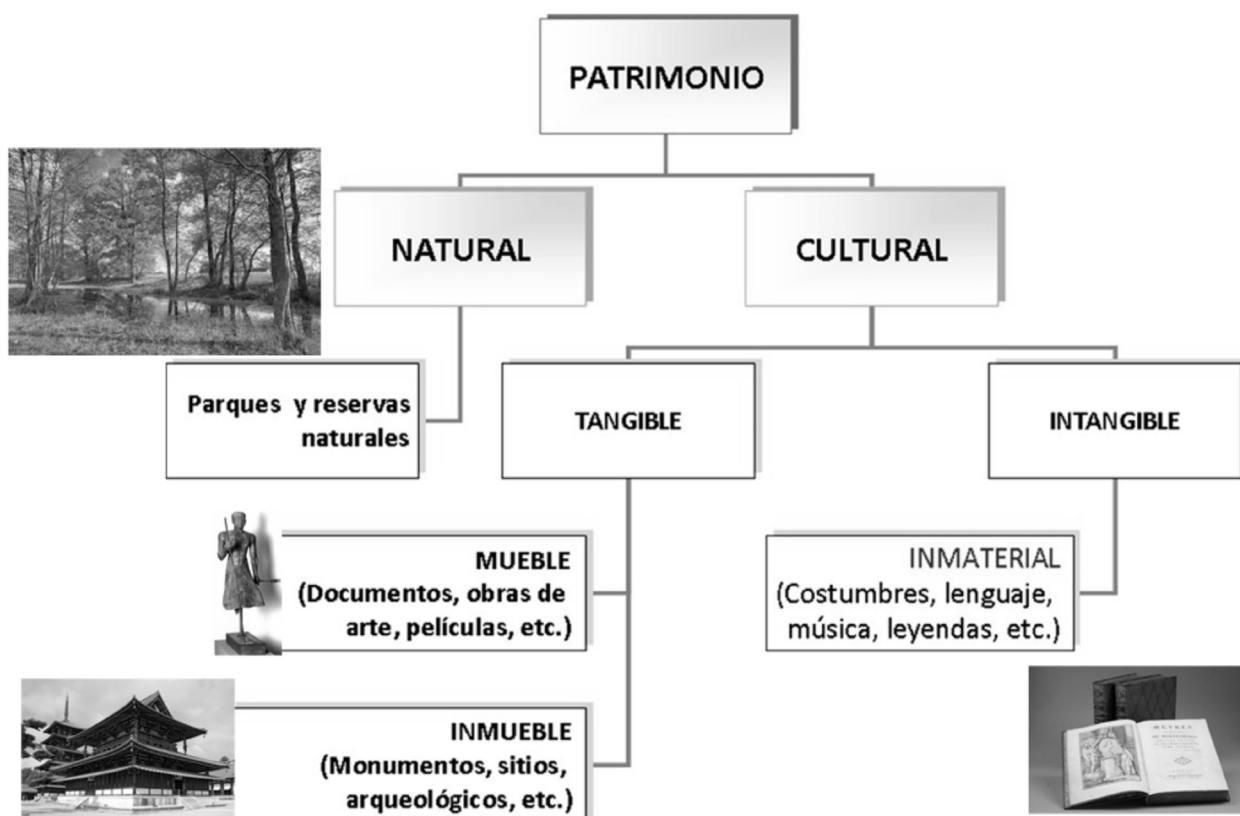 PATRIMONIO
NATURAL
CULTURAL
Parques y reservas
naturales
TANGIBLE
INTANGIBLE
MUEBLE
(Documentos, obras de
arte, películas, etc.)
INMATERIAL
(Costumbres, lenguaje,
música, leyendas, etc.)
INMUEBLE
(Monumentos, sitios,
arqueológicos, etc.)